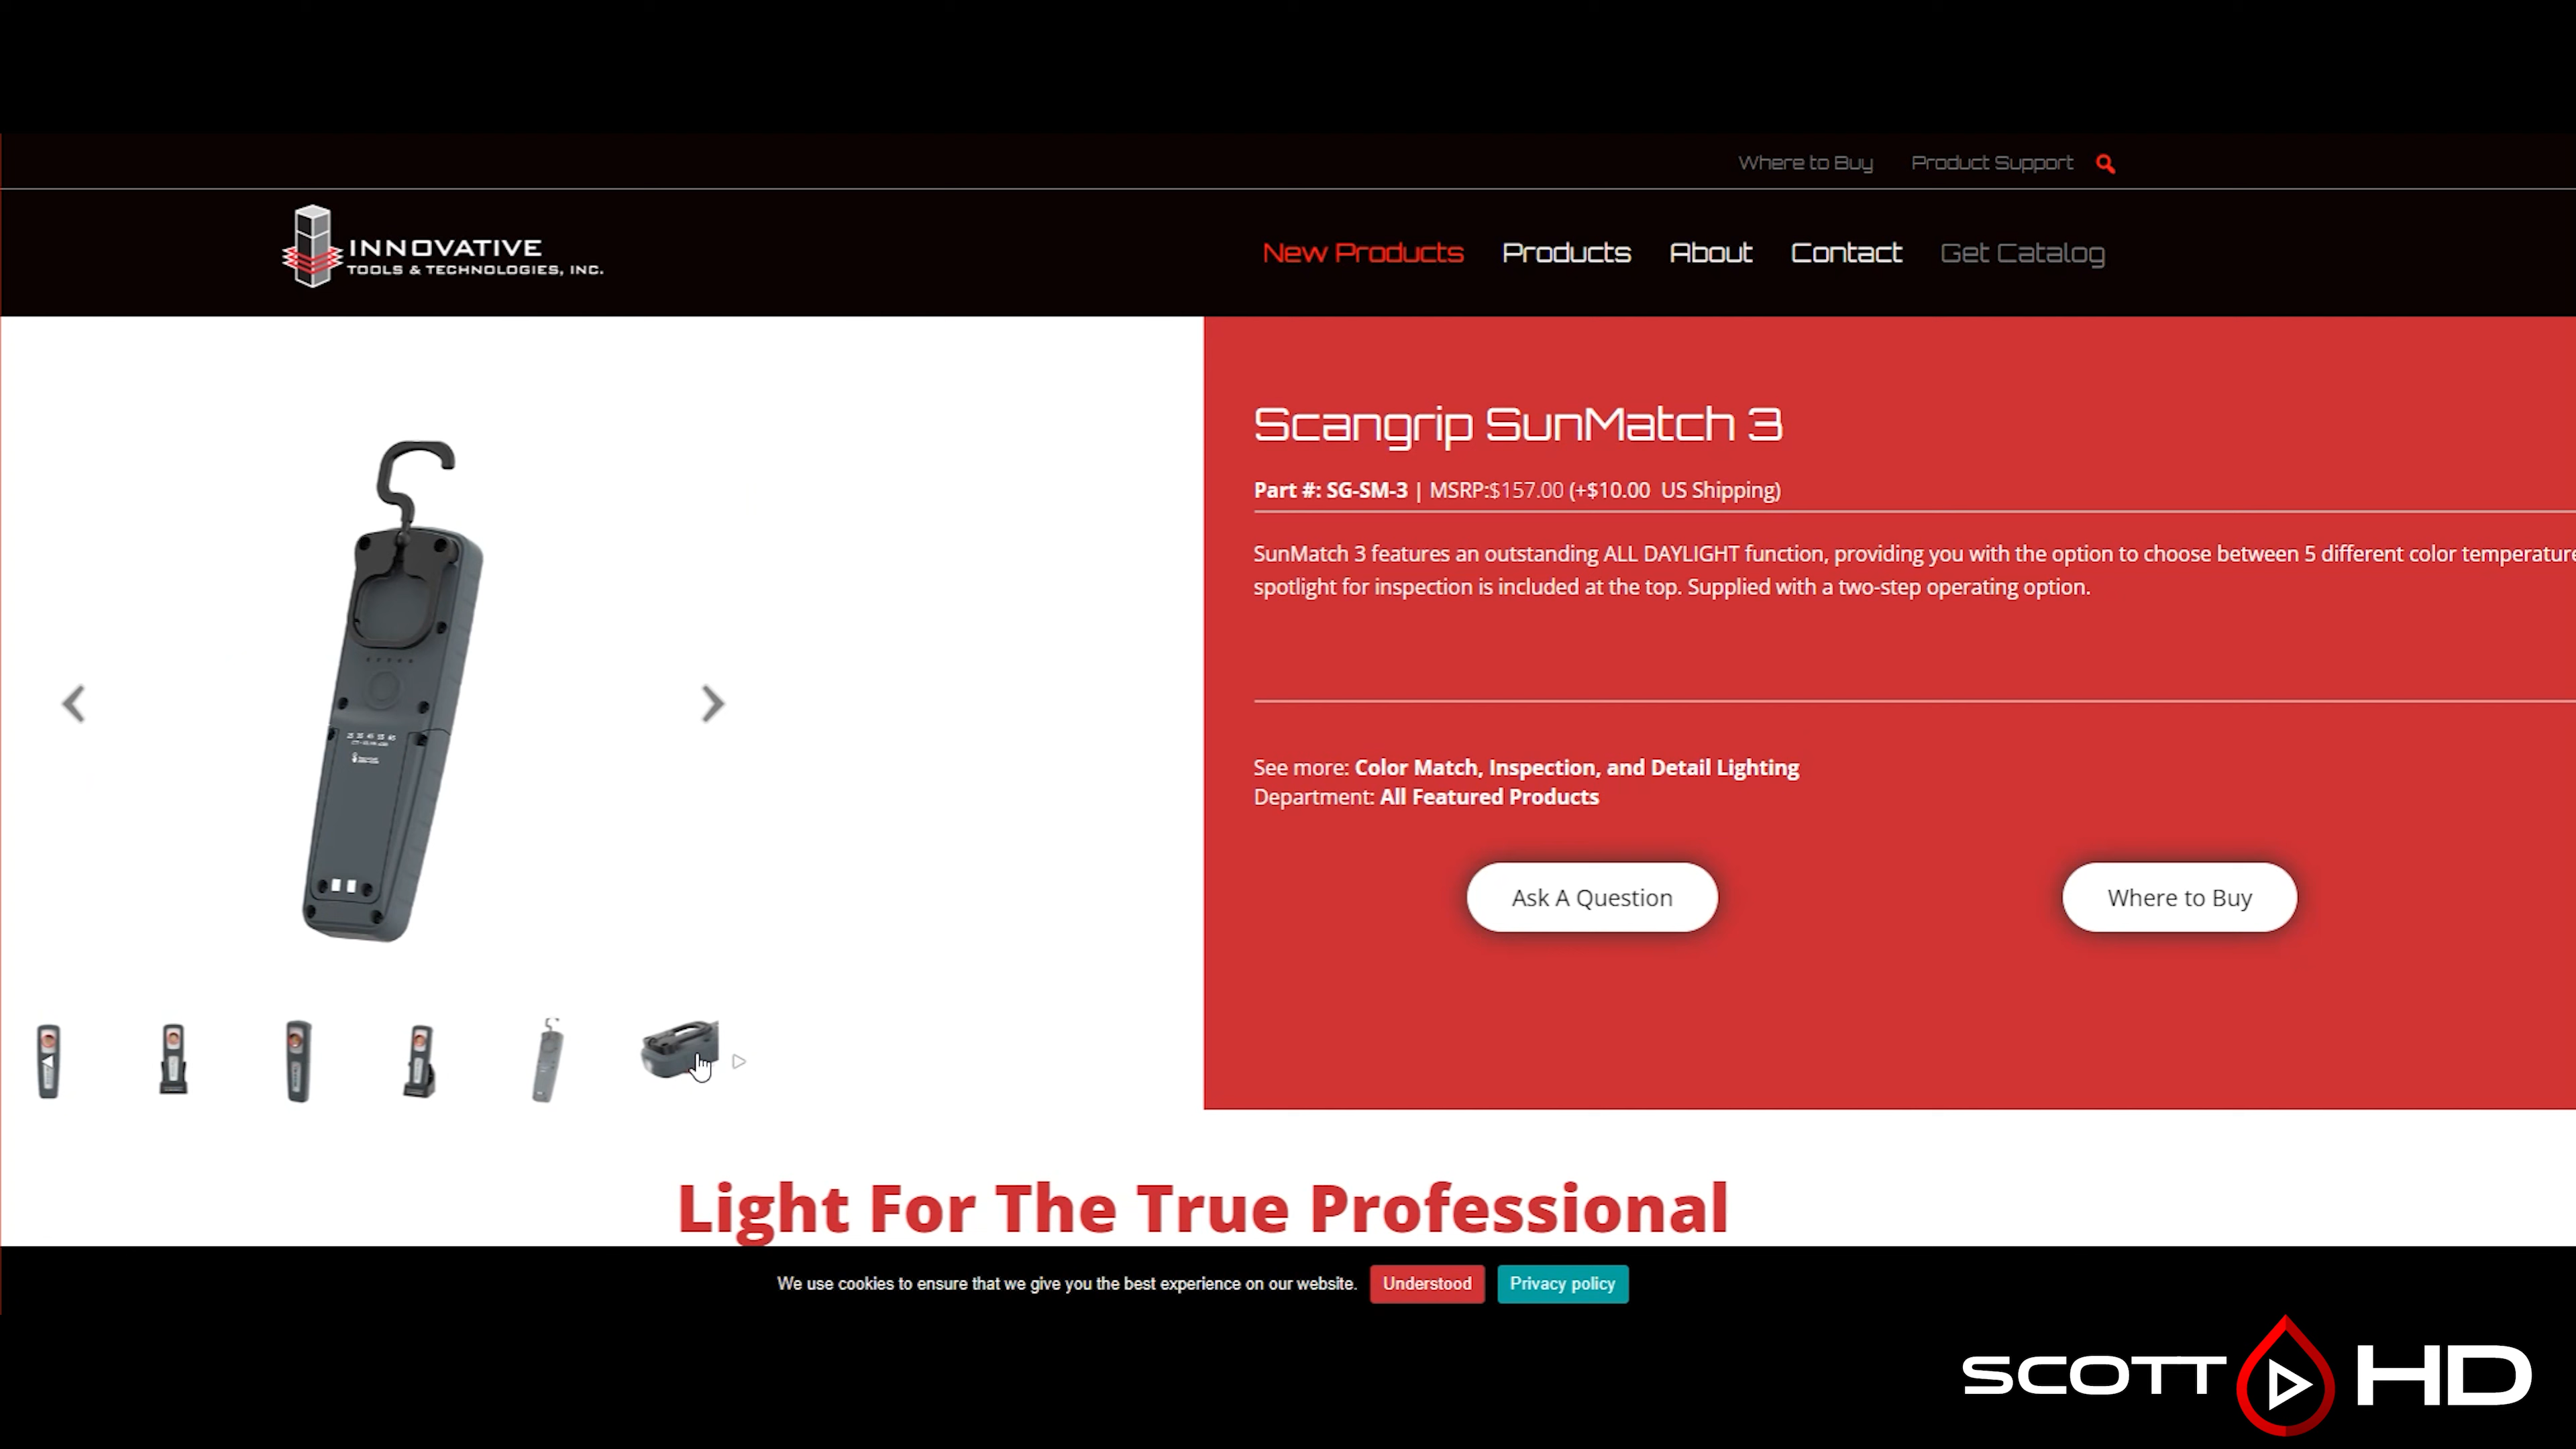 Where to Buy Product Support
INNOVATIVE
TOOLS & TECHNOLOGIES, INC.
New Products Products About Contact Get Catalog
Scangrip SunMatch 3
Part #: SG-SM-3 | MSRP:$157.00 (+$10.00 US Shipping)
SunMatch 3 features an outstanding ALL DAYLIGHT function, providing you with the option to choose between 5 different color temperature
spotlight for inspection is included at the top. Supplied with a two-step operating option.
See more: Color Match, Inspection, and Detail Lighting
Department: All Featured Products
Ask A Question
Where to Buy
Light For The True Professional
We use cookies to ensure that we give you the best experience on our website. Understood Privacy policy
SCOTT HD